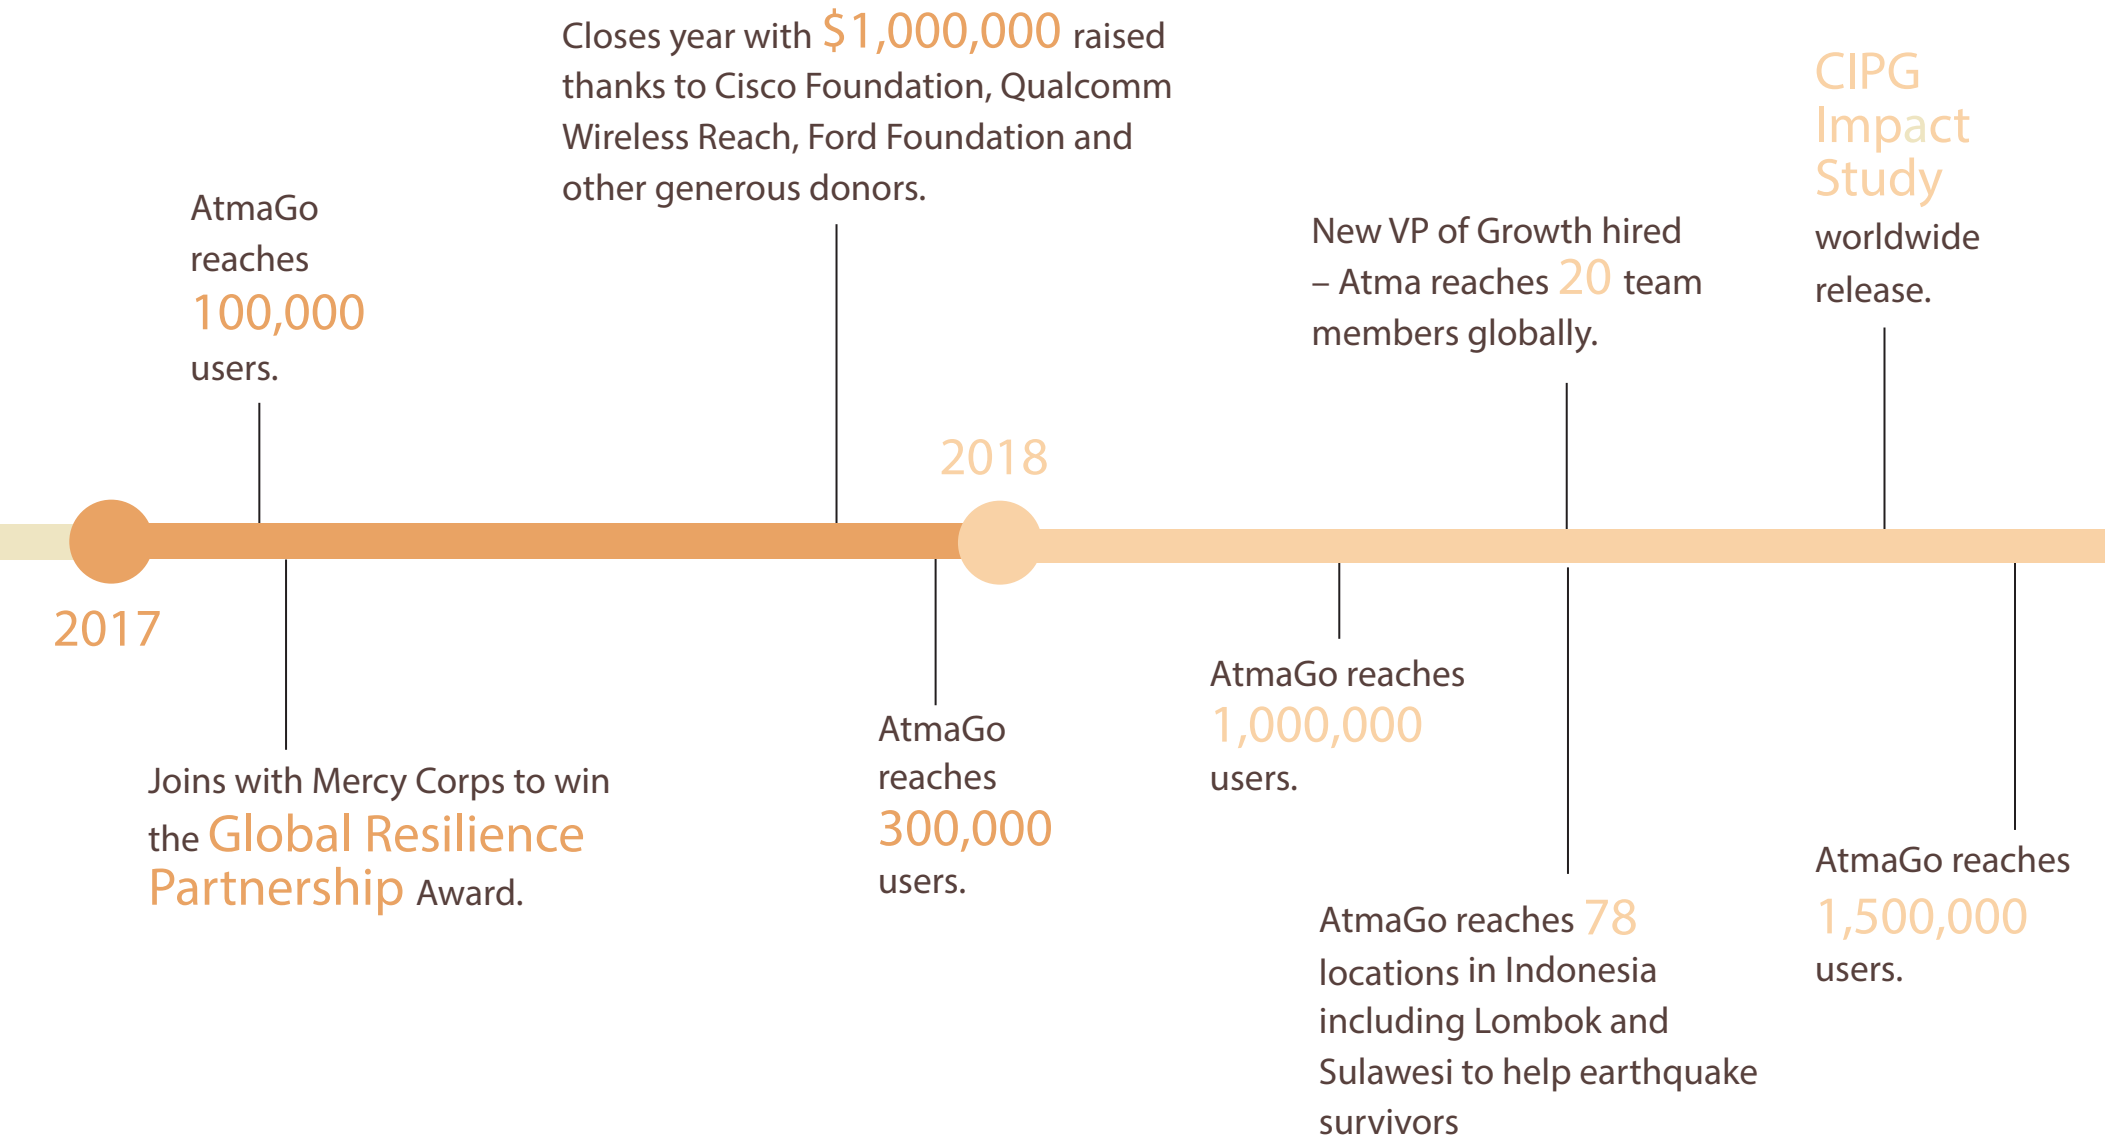 Closes year with $1,000,000 raised
thanks to Cisco Foundation, Qualcomm
Wireless Reach, Ford Foundation and
other generous donors.
CIPG
Impact
Study
worldwide
release.
AtmaGo
reaches
100,000
users.
New VP of Growth hired
– Atma reaches 20 team
members globally.
2018
2017
Joins with Mercy Corps to win
the Global Resilience
Partnership Award.
AtmaGo
reaches
300,000
users.
AtmaGo reaches
1,000,000
users.
AtmaGo reaches 78
locations in Indonesia
including Lombok and
Sulawesi to help earthquake
survivors
AtmaGo reaches
1,500,000
users.